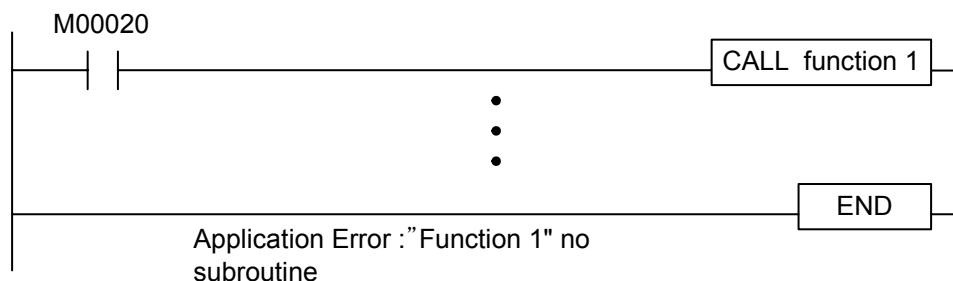 M00020
CALL function 1
END
Application Error :”Function 1" no
subroutine